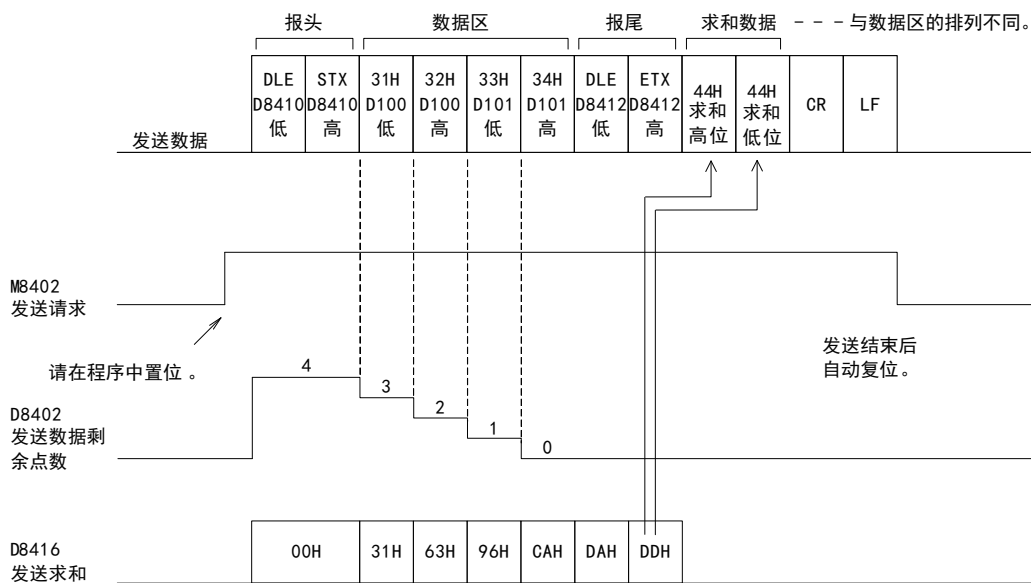 报头 数据区 报尾 求和数据 - - - 与数据区的排列不同。
DLE STX 31H 32H 33H 34H DLE ETX 44H 44H CR LF
D8410 D8410 D100 D100 D101 D101 D8412 D8412 求和 求和
低 高 低 高 低 高 低 高 高位 低位
发送数据
M8402
发送请求
请在程序中置位 。
发送结束后
自动复位。
4
3
2
1
0
D8402
发送数据剩
余点数
D8416
发送求和
00H 31H 63H 96H CAH DAH DDH